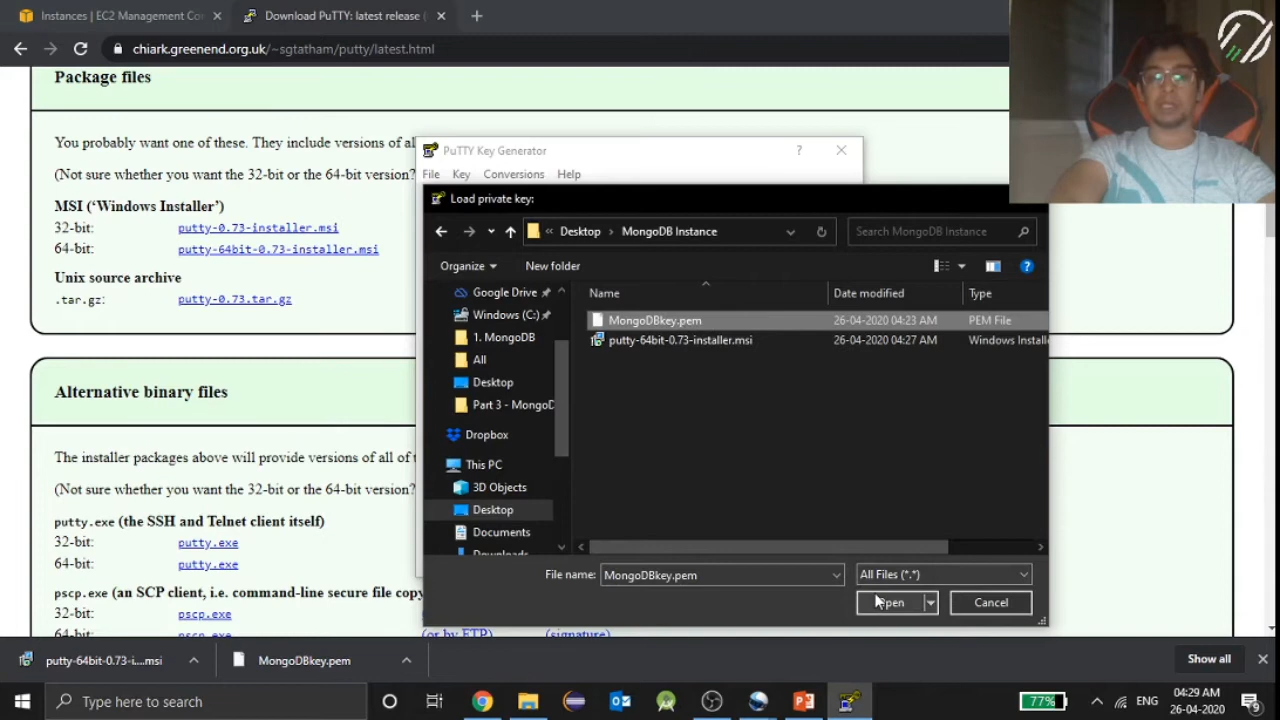 Instances | EC2 Management Con
Download PuTTY: latest release (
chiark.greenend.org.uk/~sgtatham/putty/latest.html
Package files
You probably want one of these. They include versions of al
(Not sure whether you want the 32-bit or the 64-bit version?
MSI (‘Windows Installer’)
32-bit: putty-0.73-installer.msi
64-bit: putty-64bit-0.73-installer.msi
Unix source archive
.tar.gz: putty-0.73.tar.gz
Alternative binary files
The installer packages above will provide versions of all of t
(Not sure whether you want the 32-bit or the 64-bit version?
putty.exe (the SSH and Telnet client itself)
32-bit: putty.exe
64-bit: putty.exe
pscp.exe (an SCP client, i.e. command-line secure file copy
32-bit: pscp.exe
64-bit: pscp.exe (or by FTP) (signature)
PuTTY Key Generator
?
File Key Conversions Help
Load private key:
« Desktop › MongoDB Instance
Search MongoDB Instance
Organize New folder
?
Google Drive
Windows (C:)
1. MongoDB
All
Desktop
Part 3 - MongoD
Dropbox
This PC
3D Objects
Desktop
Documents
Downloads
Name Date modified Type
MongoDBkey.pem 26-04-2020 04:23 AM PEM File
putty-64bit-0.73-installer.msi 26-04-2020 04:27 AM Windows Installe
File name: MongoDBkey.pem All Files (*.*)
Open Cancel
putty-64bit-0.73-i....msi
MongoDBkey.pem
Show all
Type here to search
77%
ENG
04:29 AM
26-04-2020
9